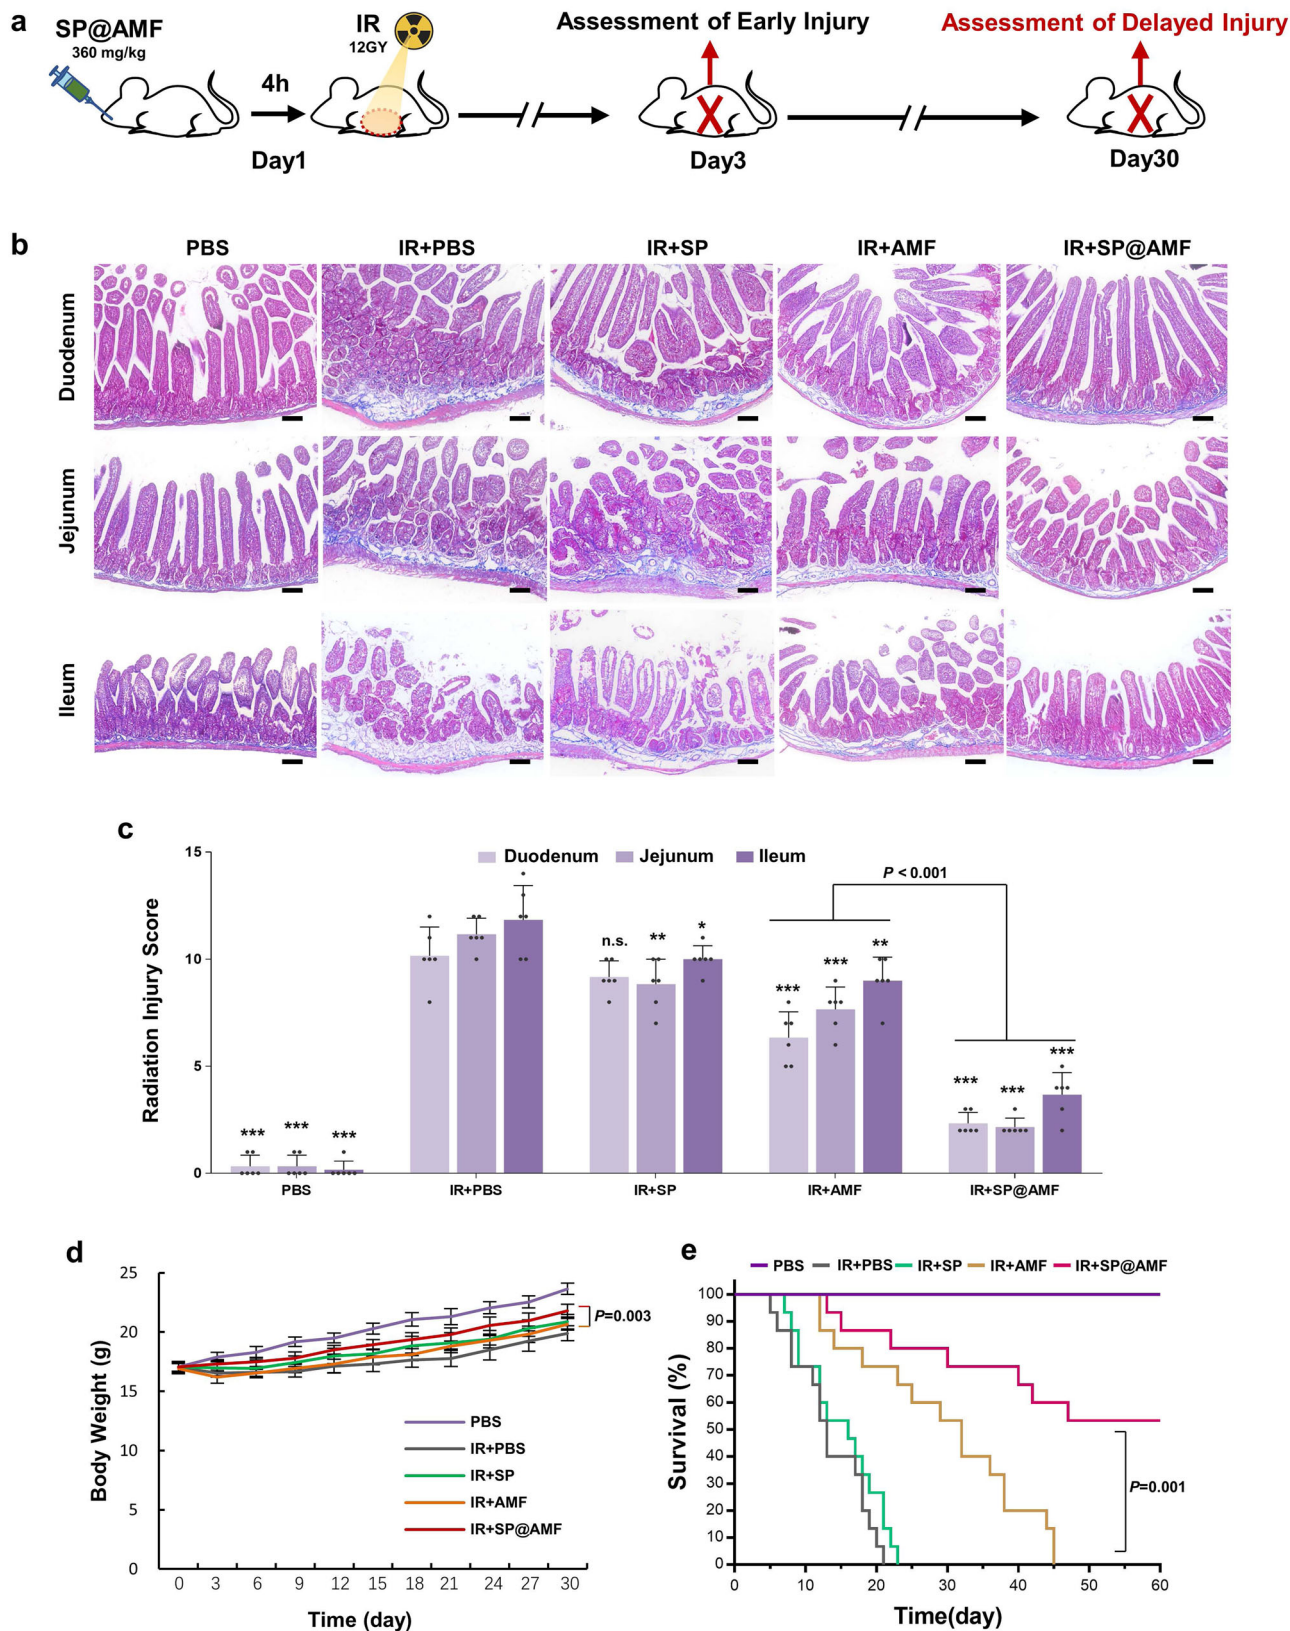 a
SP@AMF
360 mg/kg
IR
12GY
4h
Day1
Assessment of Early Injury
Day3
Assessment of Delayed Injury
Day30
b
PBS
IR+PBS
IR+SP
IR+AMF
IR+SP@AMF
Duodenum
Jejunum
Ileum
c
Radiation Injury Score
15
10
5
0
Duodenum
Jejunum
Ileum
P < 0.001
***
***
***
n.s.
**
*
***
***
**
***
***
***
PBS
IR+PBS
IR+SP
IR+AMF
IR+SP@AMF
d
Body Weight (g)
25
20
15
10
5
0
P=0.003
PBS
IR+PBS
IR+SP
IR+AMF
IR+SP@AMF
0 3 6 9 12 15 18 21 24 27 30
Time (day)
e
PBS IR+PBS IR+SP IR+AMF IR+SP@AMF
Survival (%)
100
90
80
70
60
50
40
30
20
10
0
P=0.001
0 10 20 30 40 50 60
Time(day)